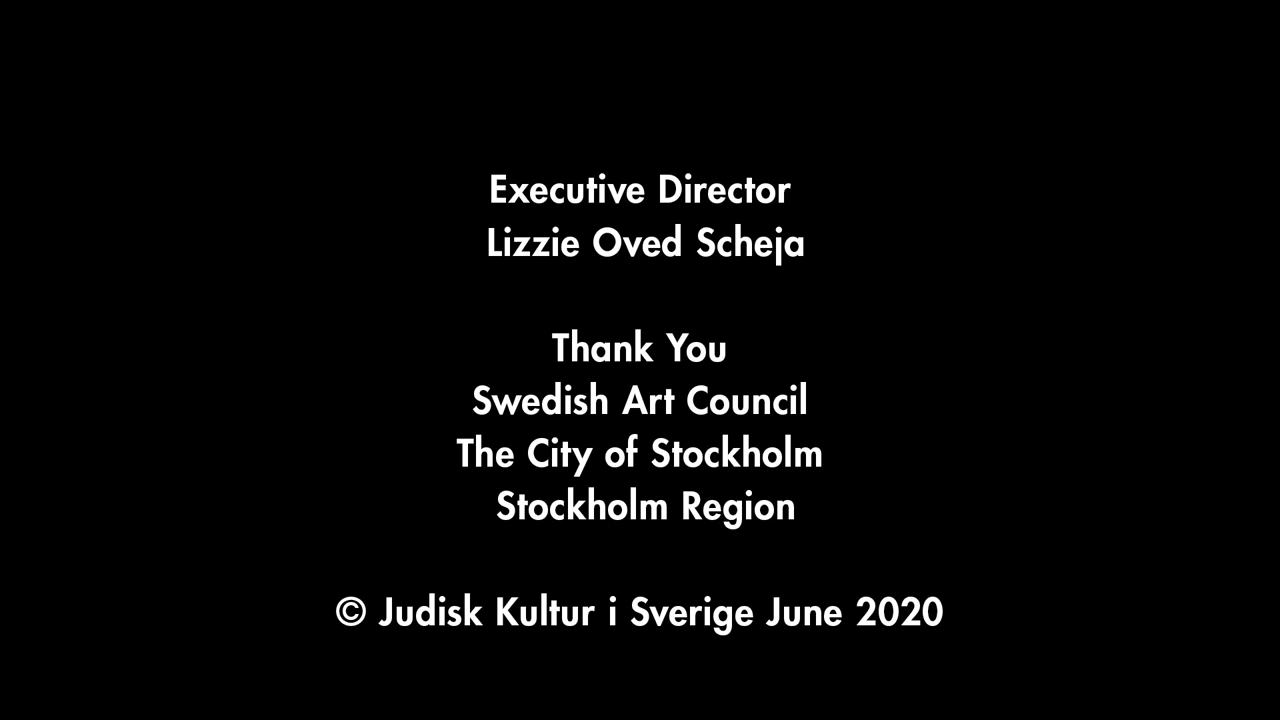 Executive Director
Lizzie Oved Scheja
Thank You
Swedish Art Council
The City of Stockholm
Stockholm Region
© Judisk Kultur i Sverige June 2020